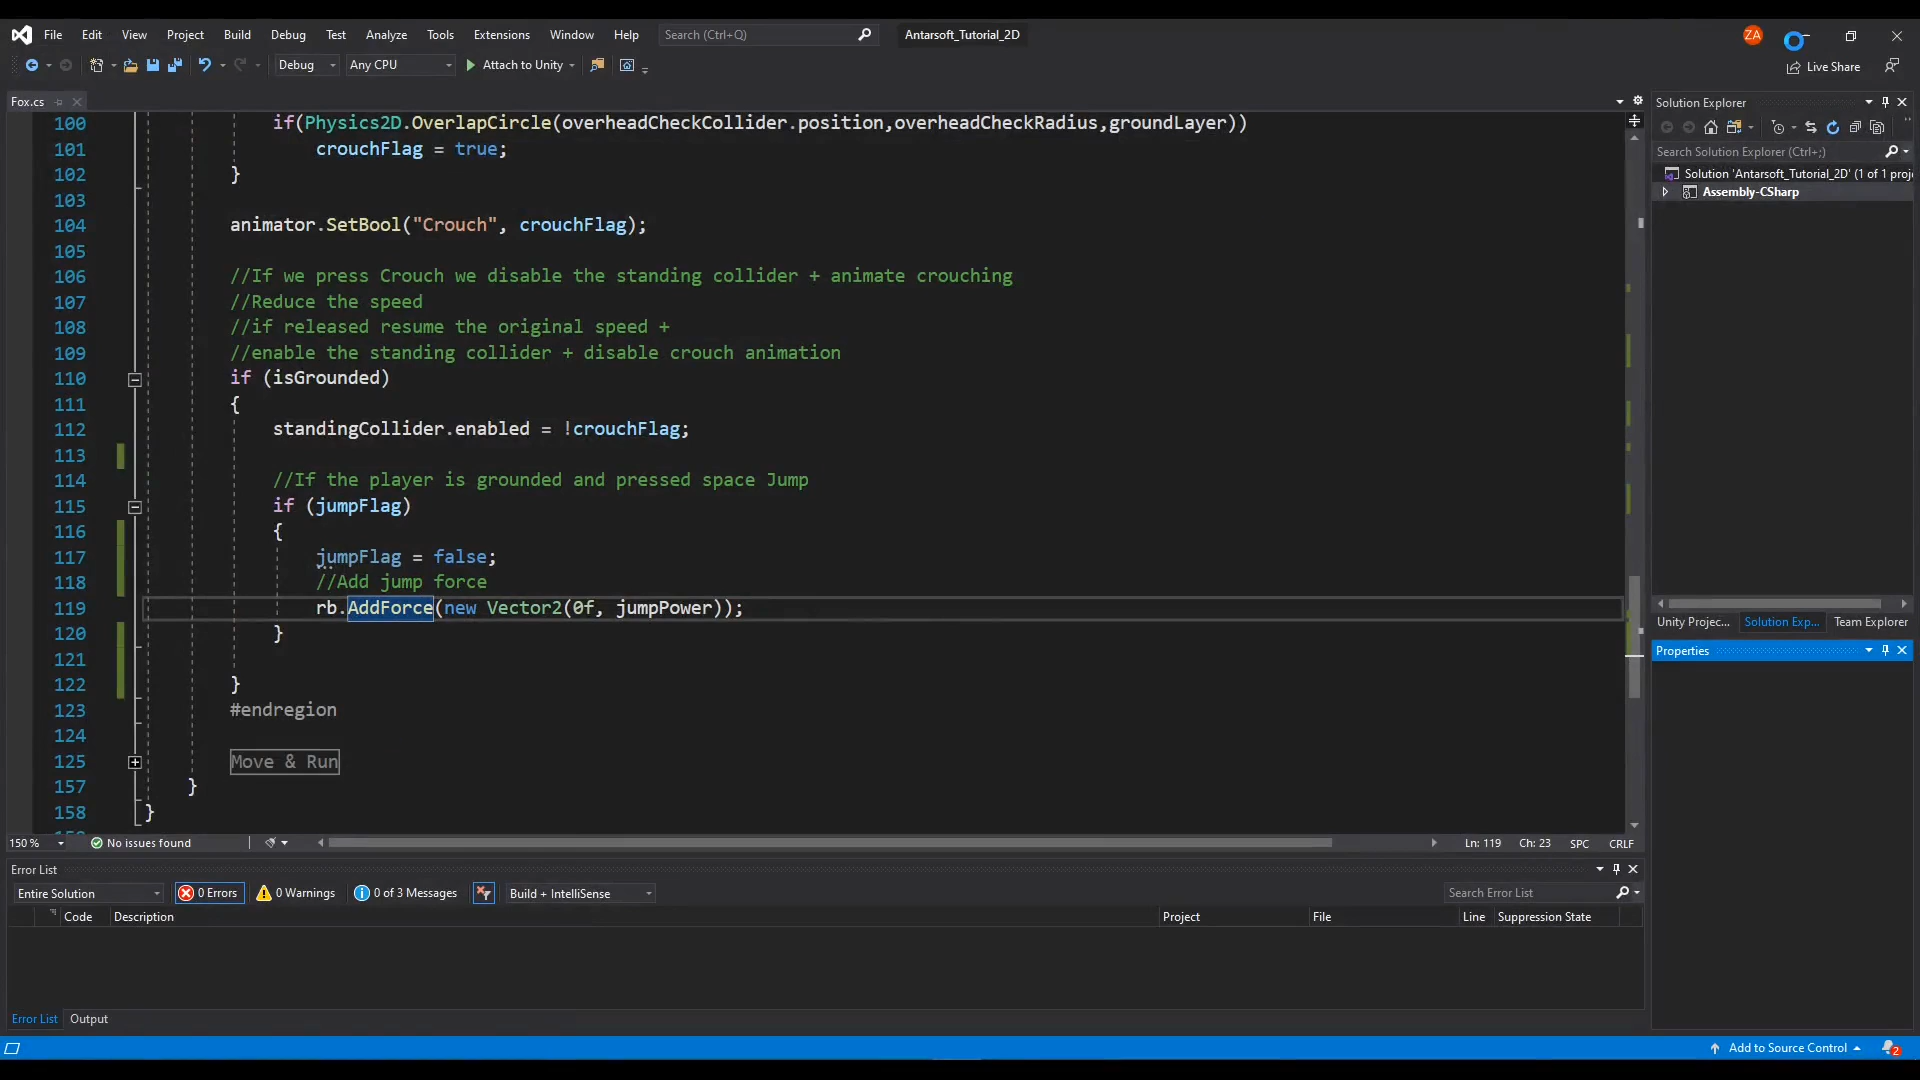 File Edit View Project Build Debug Test Analyze Tools Extensions Window Help Search (Ctrl+Q) Antarsoft_Tutorial_2D ZA
Debug Any CPU Attach to Unity Live Share
Fox.cs
100 if(Physics2D.OverlapCircle(overheadCheckCollider.position,overheadCheckRadius,groundLayer))
101 crouchFlag = true;
102 }
103
104 animator.SetBool("Crouch", crouchFlag);
105
106 //If we press Crouch we disable the standing collider + animate crouching
107 //Reduce the speed
108 //if released resume the original speed +
109 //enable the standing collider + disable crouch animation
110 if (isGrounded)
111 {
112 standingCollider.enabled = !crouchFlag;
113
114 //If the player is grounded and pressed space Jump
115 if (jumpFlag)
116 {
117 jumpFlag = false;
118 //Add jump force
119 rb.AddForce(new Vector2(0f, jumpPower));
120 }
121
122 }
123 #endregion
124
125 Move & Run
157 }
158 }
150 % No issues found Ln: 119 Ch: 23 SPC CRLF
Error List
Entire Solution 0 Errors 0 Warnings 0 of 3 Messages Build + IntelliSense Search Error List
Code Description Project File Line Suppression State
Error List Output
Solution Explorer
Search Solution Explorer (Ctrl+;)
Solution 'Antarsoft_Tutorial_2D' (1 of 1 proj
Assembly-CSharp
Unity Projec... Solution Exp... Team Explorer
Properties
Add to Source Control 2